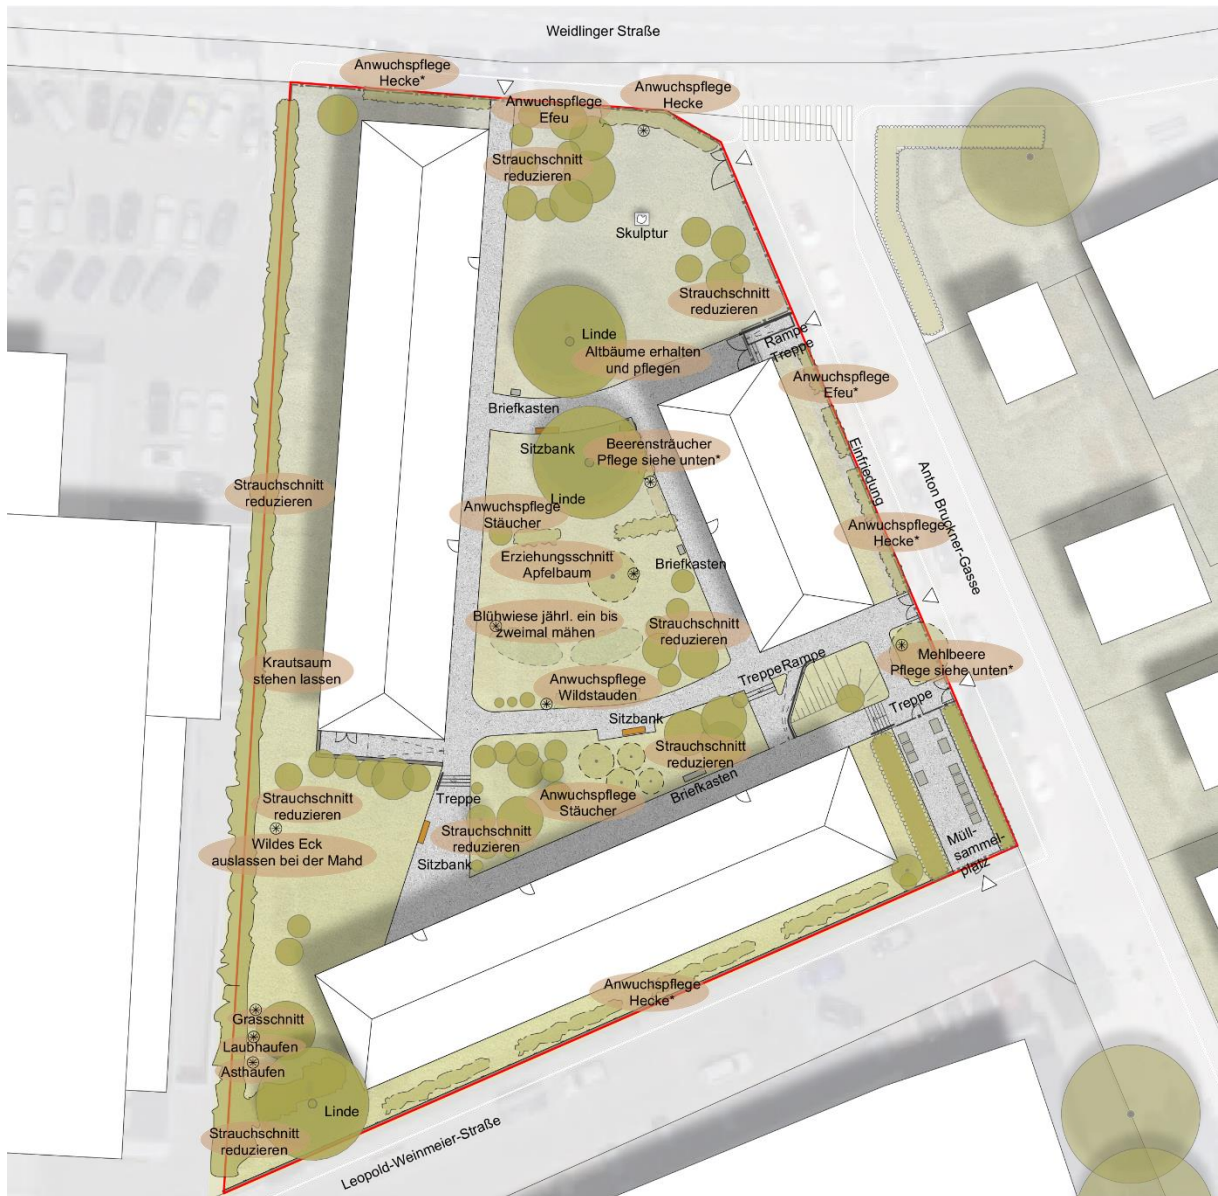 Weidlinger Straße
Anwuchspflege
Hecke*
Anwuchspflege
Hecke
Anwuchspflege
Efeu
Strauchschnitt
reduzieren
Skulptur
Strauchschnitt
reduzieren
Linde
Altbäume erhalten
und pflegen
Rampe
Treppe
Anwuchspflege
Efeu*
Briefkasten
Sitzbank
Beerensträucher
Pflege siehe unten*
Linde
Einfriedung
Anton Bruckner-Gasse
Strauchschnitt
reduzieren
Anwuchspflege
Stäucher
Anwuchspflege
Hecke*
Erziehungsschnitt
Apfelbaum
Briefkasten
Blühwiese jährl. ein bis
zweimal mähen
Strauchschnitt
reduzieren
Krautsaum
stehen lassen
Mehlbeere
Pflege siehe unten*
TreppeRampe
Anwuchspflege
Wildstauden
Treppe
Sitzbank
Strauchschnitt
reduzieren
Briefkasten
Strauchschnitt
reduzieren
Treppe
Anwuchspflege
Stäucher
Wildes Eck
auslassen bei der Mahd
Strauchschnitt
reduzieren
Sitzbank
Müll-
sammel-
platz
Anwuchspflege
Hecke*
Grasschnitt
Laubhaufen
Asthaufen
Linde
Strauchschnitt
reduzieren
Leopold-Weinmeier-Straße